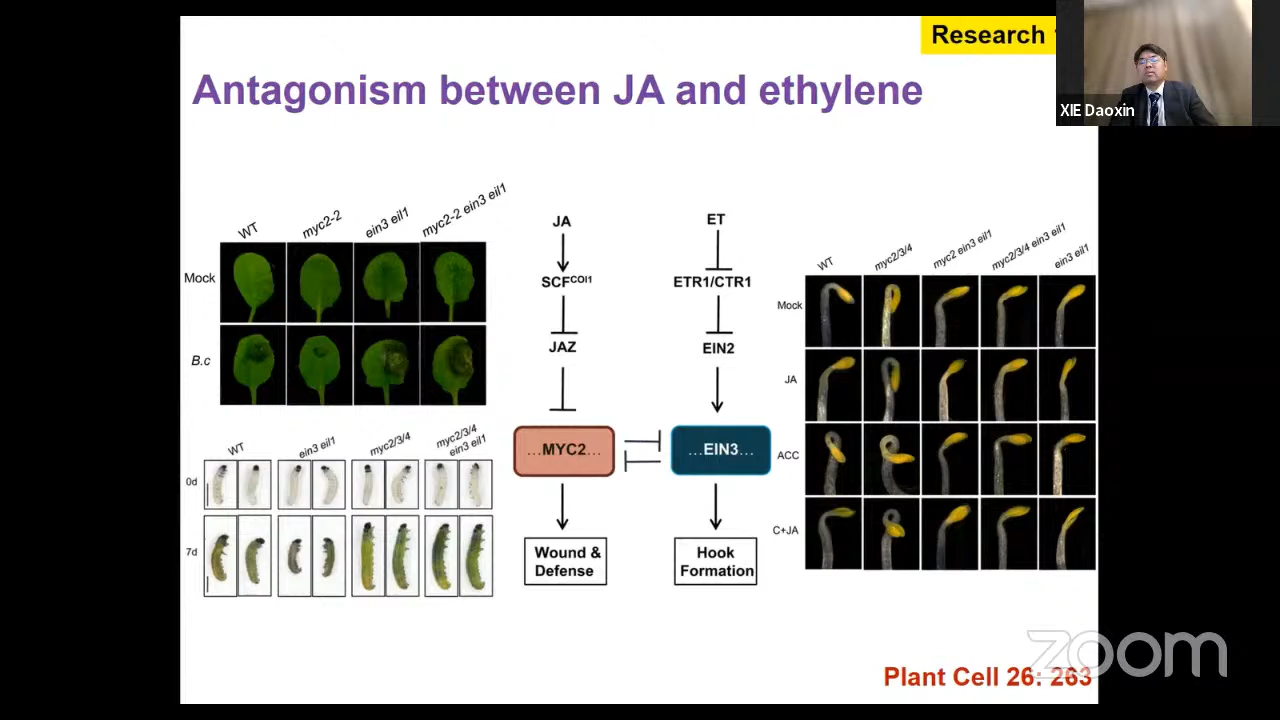 Research
XIE Daoxin
Antagonism between JA and ethylene
WT
myc2-2
ein3 eil1
myc2-2 ein3 eil1
Mock
B.c
WT
ein3 eil1
myc2/3/4
myc2/3/4
ein3 eil1
0d
7d
JA
SCFCOI1
JAZ
...MYC2...
Wound &
Defense
ET
ETR1/CTR1
EIN2
...EIN3...
Hook
Formation
WT
myc2/3/4
myc2 ein3 eil1
myc2/3/4 ein3 eil1
ein3 eil1
Mock
JA
ACC
C+JA
zoom
Plant Cell 26: 263